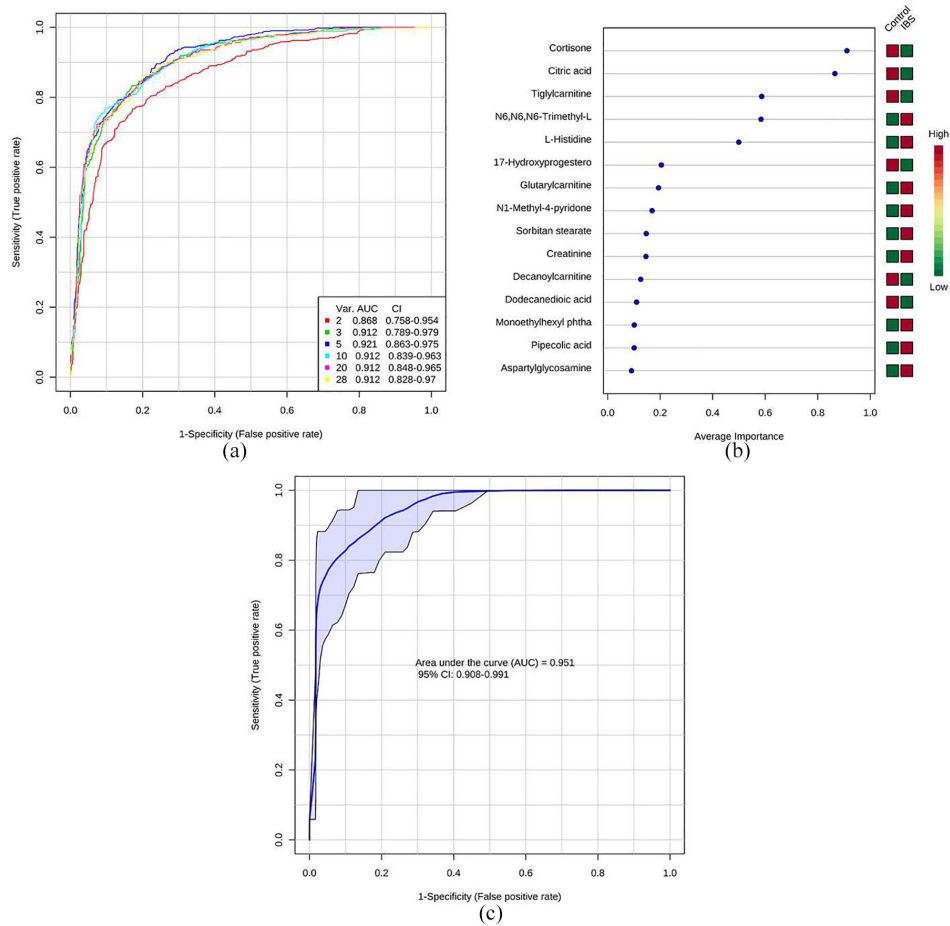 1.0
0.8
0.6
0.4
0.2
0.0
Sensitivity (True positive rate)
Var. AUC CI
2 0.868 0.758-0.954
3 0.912 0.789-0.979
5 0.921 0.863-0.975
10 0.912 0.839-0.963
20 0.912 0.848-0.965
28 0.912 0.828-0.97
0.0 0.2 0.4 0.6 0.8 1.0
1-Specificity (False positive rate)
(a)
Control
IBS
Cortisone
Citric acid
Tiglylcarnitine
N6,N6,N6-Trimethyl-L
L-Histidine
17-Hydroxyprogestero
Glutarylcarnitine
N1-Methyl-4-pyridone
Sorbitan stearate
Creatinine
Decanoylcarnitine
Dodecanedioic acid
Monoethylhexyl phtha
Pipecolic acid
Aspartylglycosamine
High
Low
0.0 0.2 0.4 0.6 0.8 1.0
Average Importance
(b)
1.0
0.8
0.6
0.4
0.2
0.0
Sensitivity (True positive rate)
Area under the curve (AUC) = 0.951
95% CI: 0.908-0.991
0.0 0.2 0.4 0.6 0.8 1.0
1-Specificity (False positive rate)
(c)